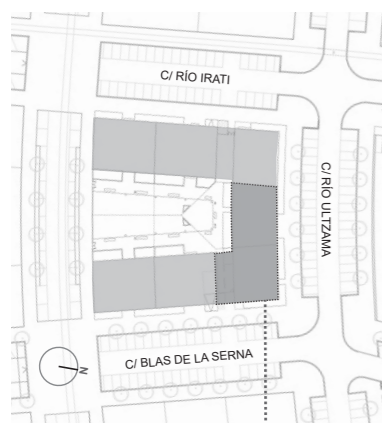 C/ RÍO IRATI
C/ RÍO ULTZAMA
C/ BLAS DE LA SERNA
N